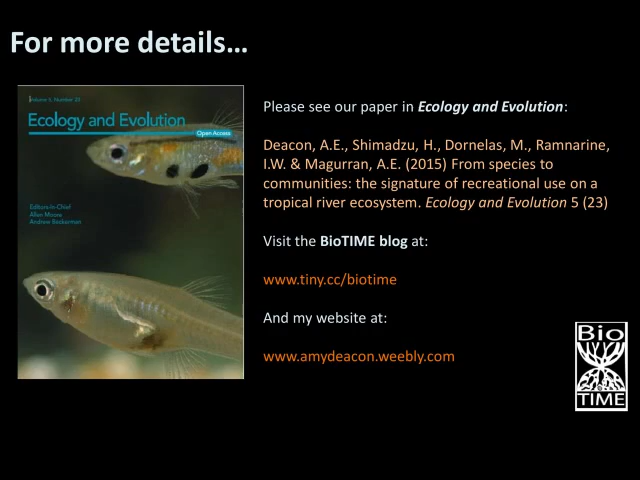 For more details…
Volume 5, Number 23
Ecology and Evolution
Open Access
Editors-in-Chief
Allen Moore
Andrew Beckerman
Please see our paper in Ecology and Evolution:
Deacon, A.E., Shimadzu, H., Dornelas, M., Ramnarine,
I.W. & Magurran, A.E. (2015) From species to
communities: the signature of recreational use on a
tropical river ecosystem. Ecology and Evolution 5 (23)
Visit the BioTIME blog at:
www.tiny.cc/biotime
And my website at:
www.amydeacon.weebly.com
Bio
TIME